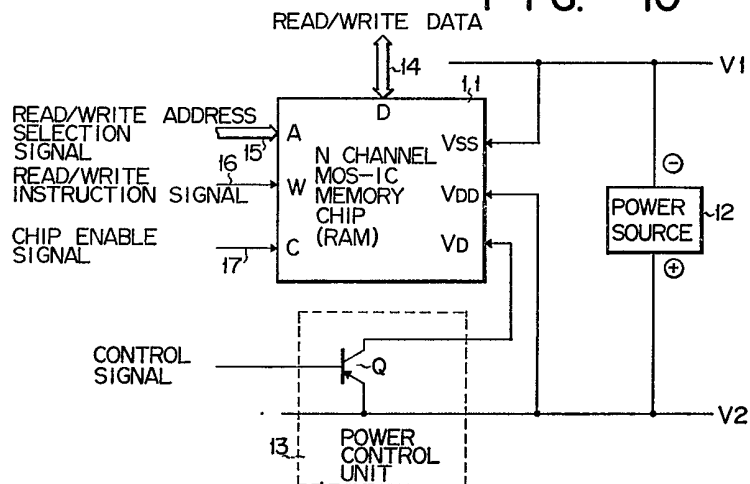 READ/WRITE DATA
14
11
V1
D
READ/WRITE ADDRESS
SELECTION
SIGNAL
15
A
VSS
N CHANNEL
MOS-IC
MEMORY
CHIP
(RAM)
READ/WRITE
INSTRUCTION SIGNAL
16
W
VDD
⊖
POWER
SOURCE
12
⊕
CHIP ENABLE
SIGNAL
17
C
VD
CONTROL
SIGNAL
Q
V2
13
POWER
CONTROL
UNIT